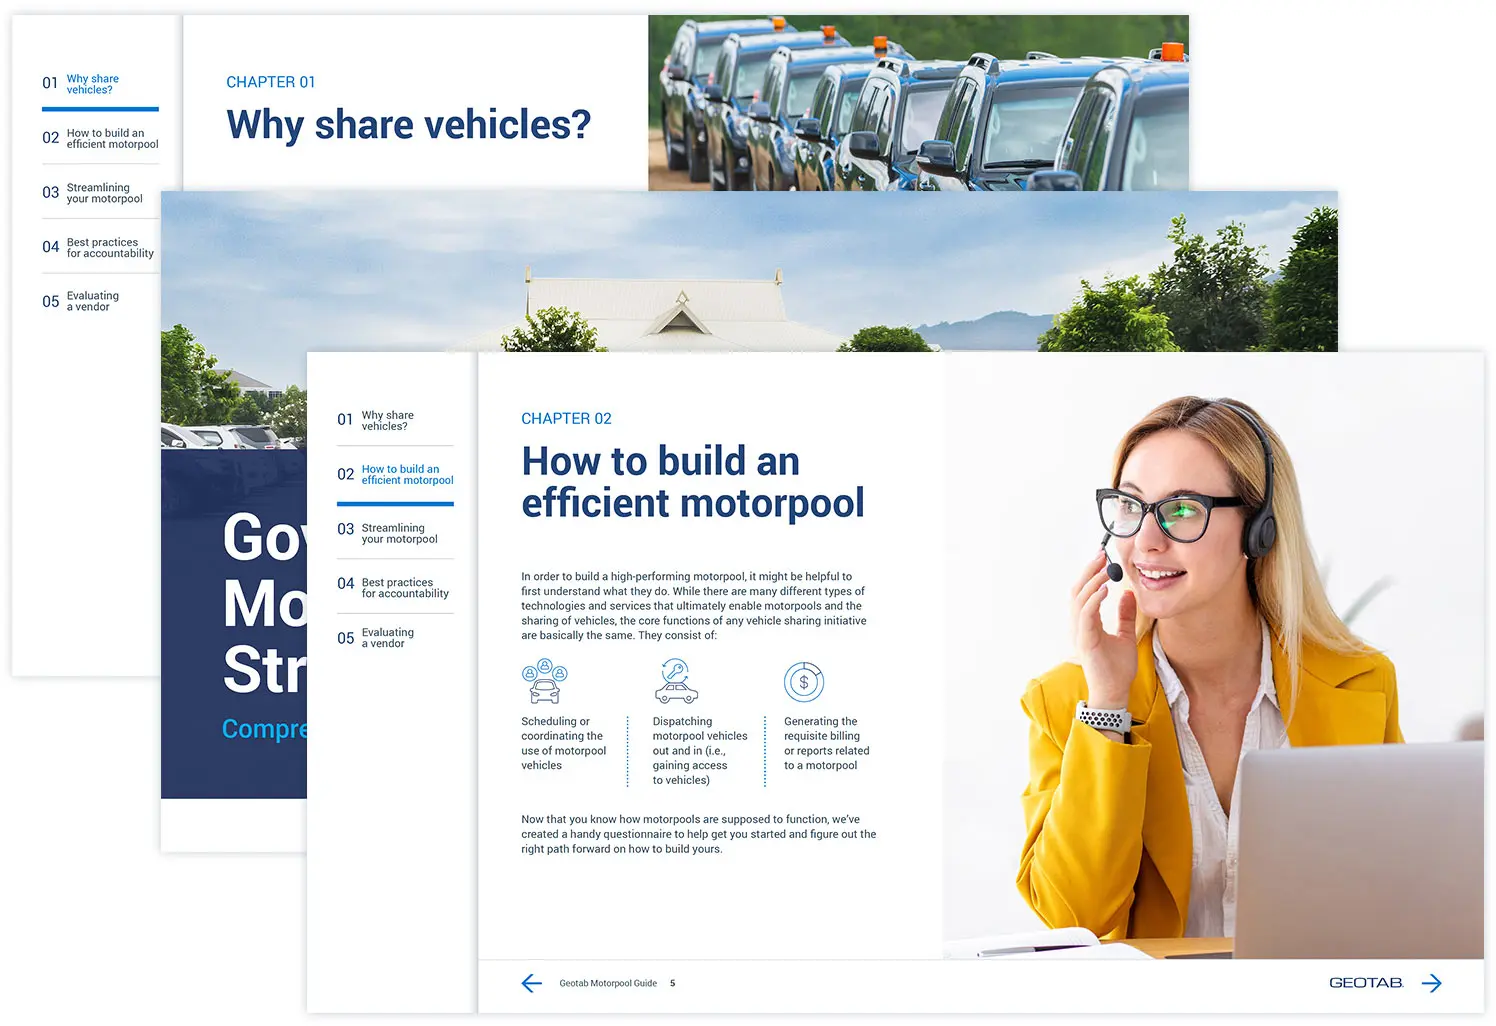 01 Why share
vehicles?
02 How to build an
efficient motorpool
03 Streamlining
your motorpool
04 Best practices
for accountability
05 Evaluating
a vendor
CHAPTER 01
Why share vehicles?
Gov
Mo
Str
Compre
01 Why share
vehicles?
02 How to build an
efficient motorpool
03 Streamlining
your motorpool
04 Best practices
for accountability
05 Evaluating
a vendor
CHAPTER 02
How to build an
efficient motorpool
In order to build a high-performing motorpool, it might be helpful to
first understand what they do. While there are many different types of
technologies and services that ultimately enable motorpools and the
sharing of vehicles, the core functions of any vehicle sharing initiative
are basically the same. They consist of:
Scheduling or
coordinating the
use of motorpool
vehicles
Dispatching
motorpool vehicles
out and in (i.e.,
gaining access
to vehicles)
$
Generating the
requisite billing
or reports related
to a motorpool
Now that you know how motorpools are supposed to function, we’ve
created a handy questionnaire to help get you started and figure out the
right path forward on how to build yours.
Geotab Motorpool Guide 5
GEOTAB